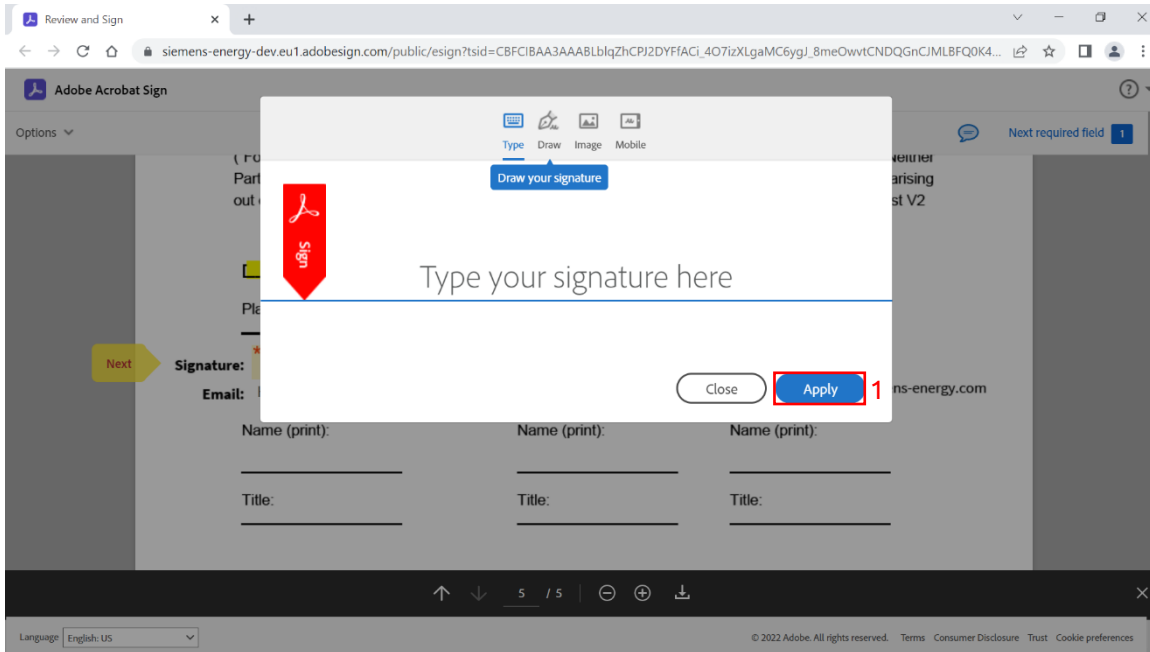 Review and Sign
siemens-energy-dev.eu1.adobesign.com/public/esign?tsid=CBFCIBAA3AAABLblqZhCPJ2DYFfACi_4O7izXLgaMC6ygJ_8meOwvtCNDQGnCJMLBFQ0K4...
Adobe Acrobat Sign
Options
Next required field 1
Type Draw Image Mobile
Draw your signature
Part
arising
out
st V2
Sign
Type your signature here
Next
Signature: *
Email:
ns-energy.com
Close Apply 1
Name (print): Name (print): Name (print):
Title: Title: Title:
5 / 5
Language English: US
© 2022 Adobe. All rights reserved. Terms Consumer Disclosure Trust Cookie preferences